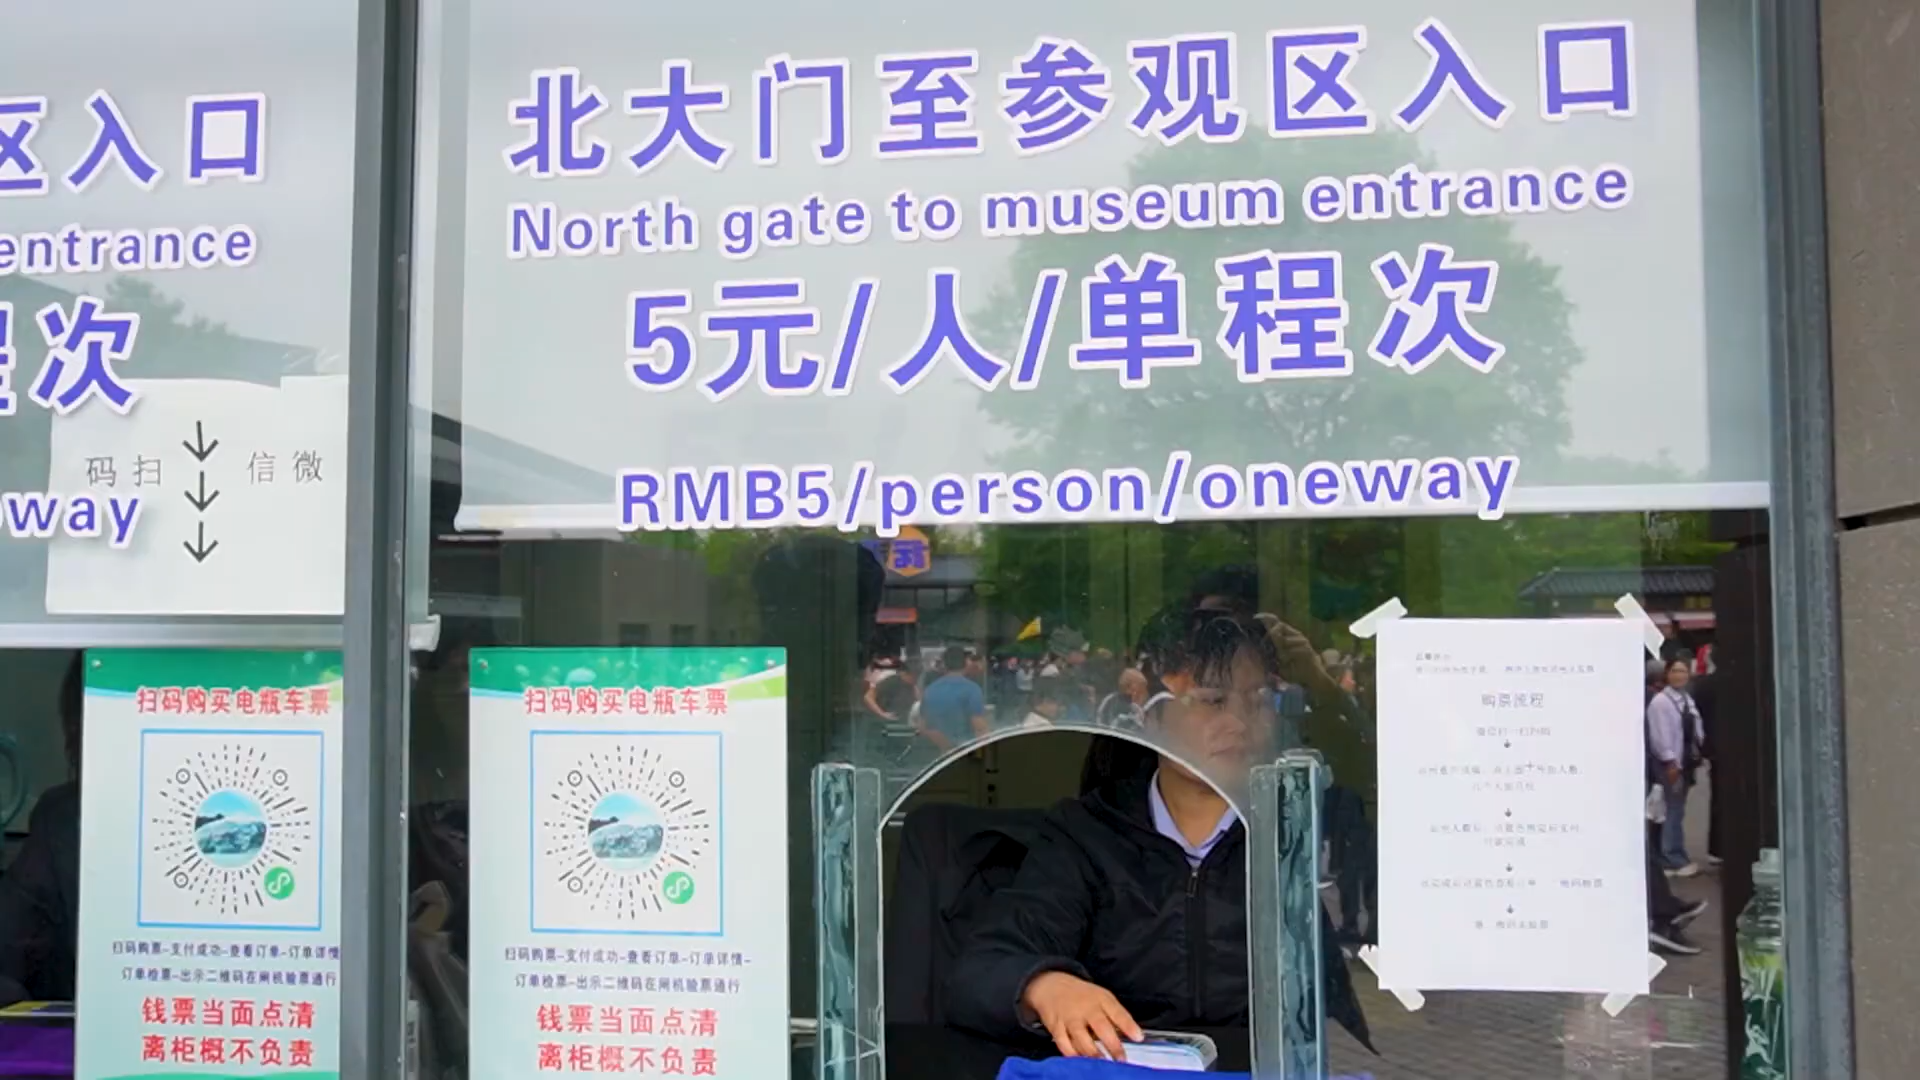 区入口
entrance
程次
way
码扫 信微
扫码购买电瓶车票
扫码购票–支付成功–查看订单–订单详情
订单检票–出示二维码在闸机验票通行
钱票当面点清
离柜概不负责
北大门至参观区入口
North gate to museum entrance
5元/人/单程次
RMB5/person/oneway
扫码购买电瓶车票
扫码购票–支付成功–查看订单–订单详情–
订单检票–出示二维码在闸机验票通行
钱票当面点清
离柜概不负责
购票流程